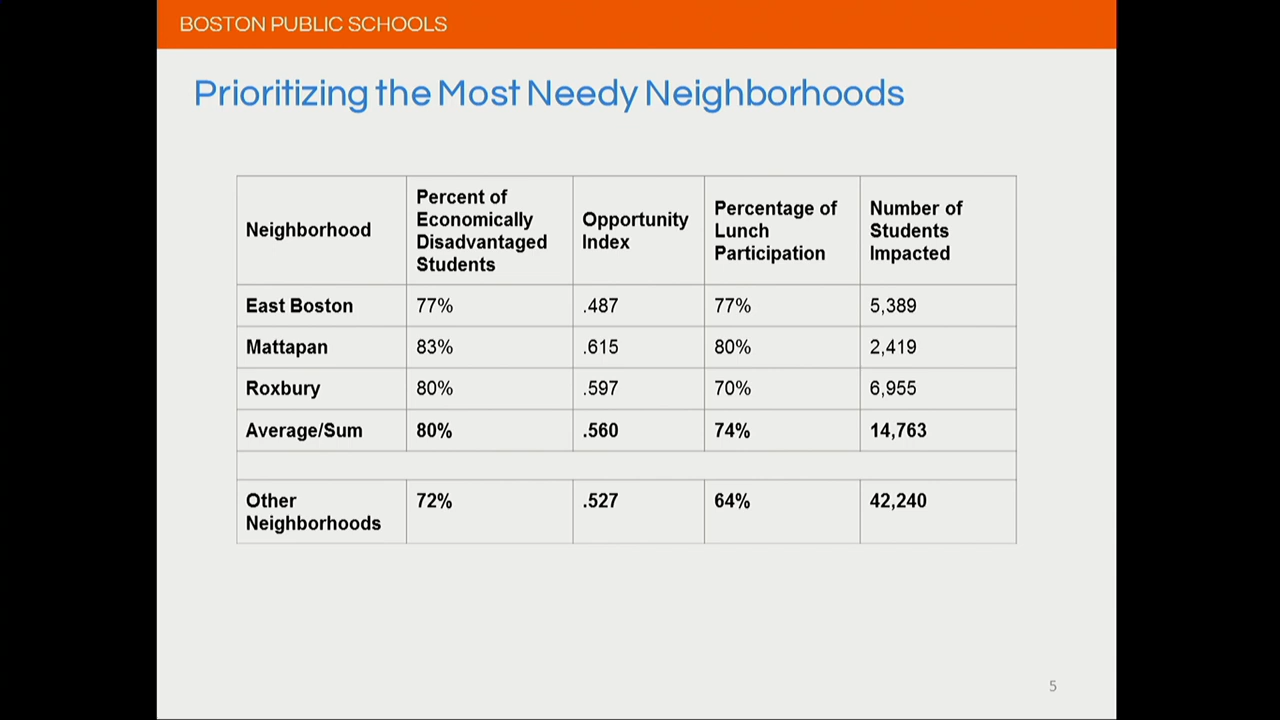 BOSTON PUBLIC SCHOOLS
Prioritizing the Most Needy Neighborhoods
Neighborhood
Percent of
Economically
Disadvantaged
Students
Opportunity
Index
Percentage of
Lunch
Participation
Number of
Students
Impacted
East Boston 77% .487 77% 5,389
Mattapan 83% .615 80% 2,419
Roxbury 80% .597 70% 6,955
Average/Sum 80% .560 74% 14,763
Other
Neighborhoods
72% .527 64% 42,240
5